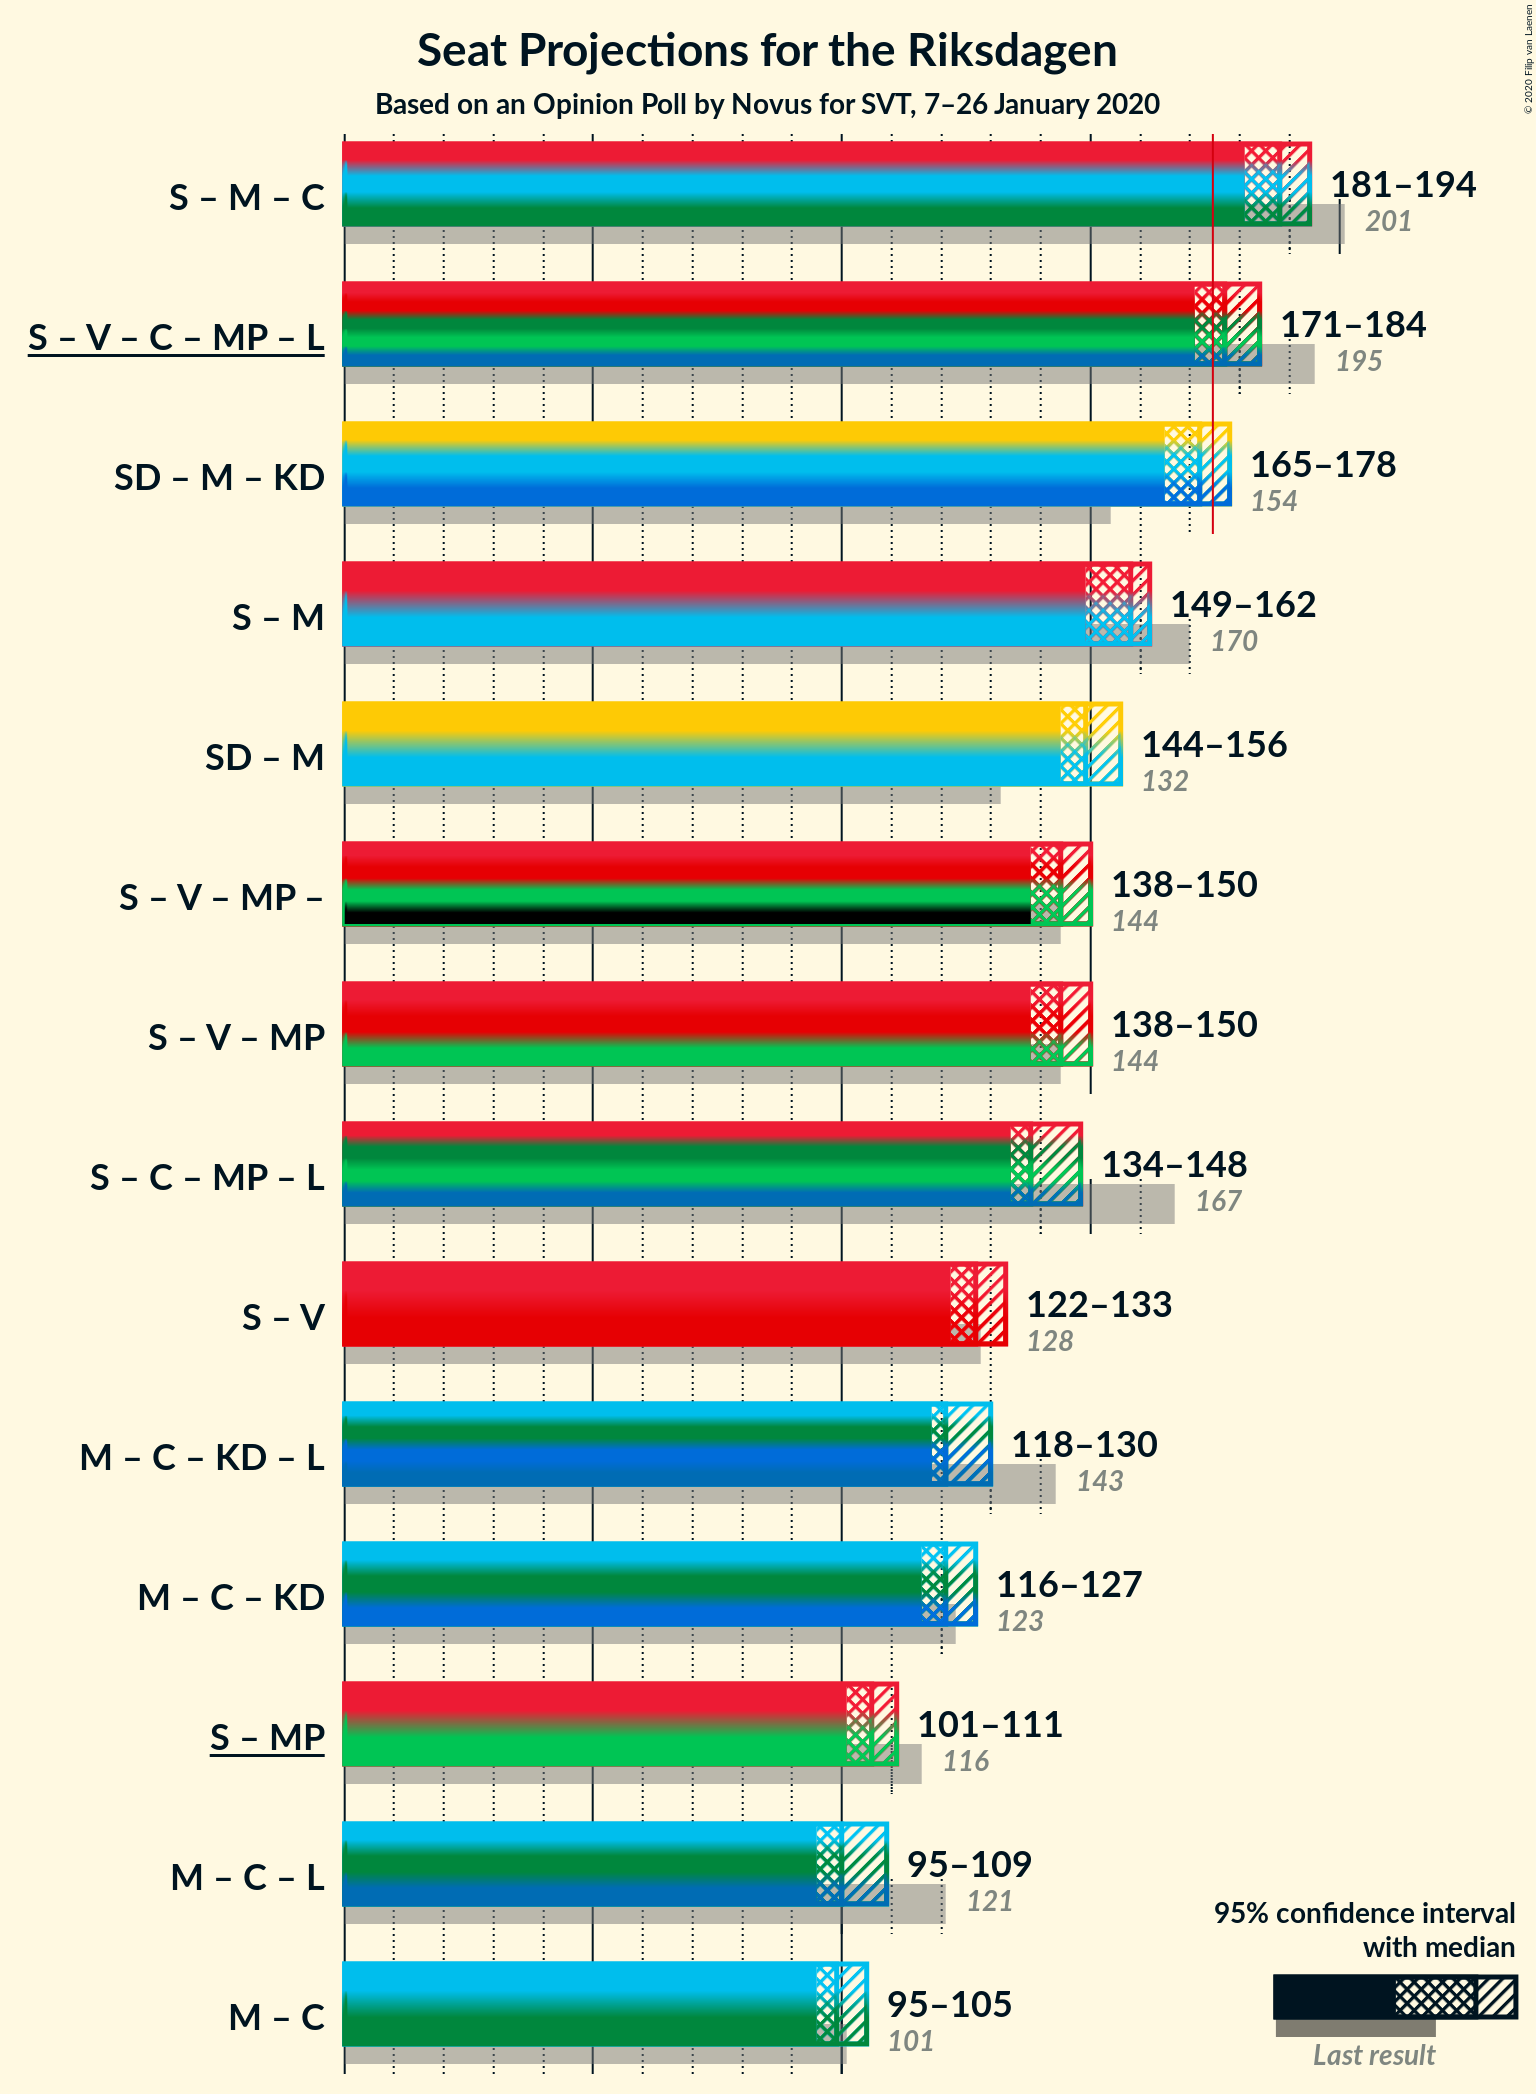 Seat Projections for the Riksdagen
Based on an Opinion Poll by Novus for SVT, 7–26 January 2020
© 2020 Filip van Laenen
S – M – C
181–194
201
S – V – C – MP – L
171–184
195
SD – M – KD
165–178
154
S – M
149–162
170
SD – M
144–156
132
S – V – MP –
138–150
144
S – V – MP
138–150
144
S – C – MP – L
134–148
167
S – V
122–133
128
M – C – KD – L
118–130
143
M – C – KD
116–127
123
S – MP
101–111
116
M – C – L
95–109
121
M – C
95–105
101
95% confidence interval
with median
Last result